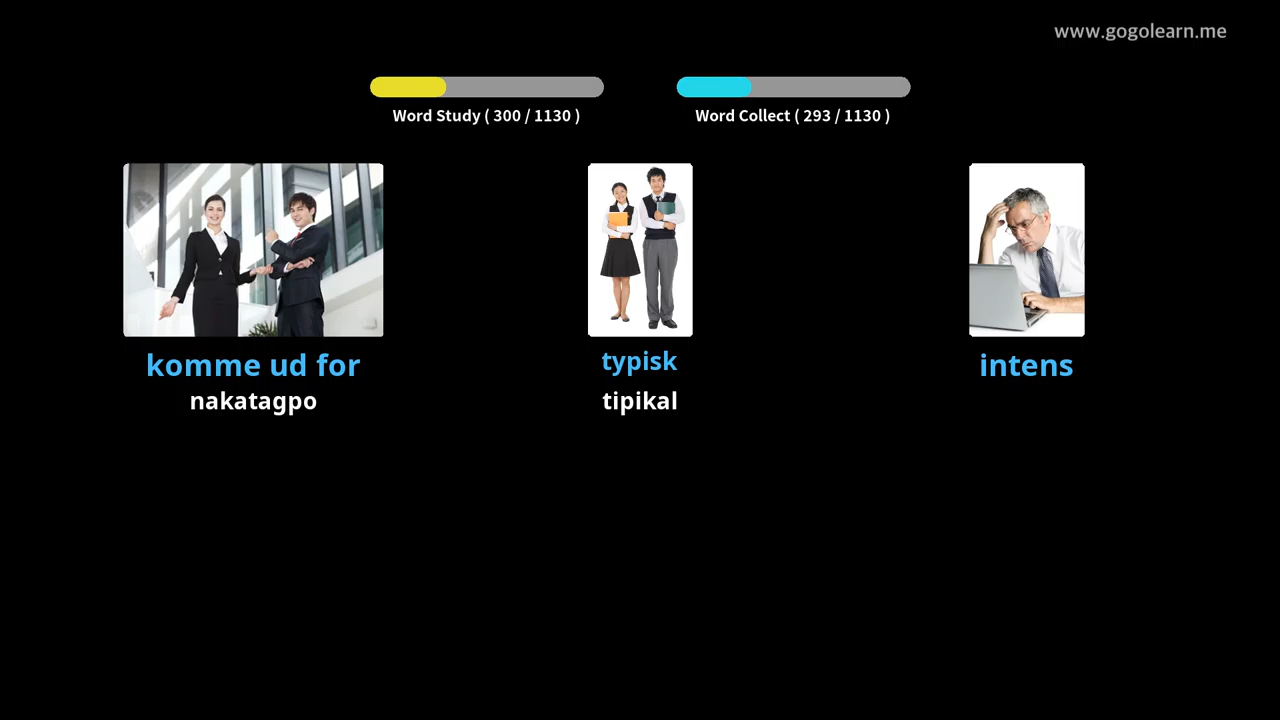 www.gogolearn.me
Word Study ( 300 / 1130 )
Word Collect ( 293 / 1130 )
komme ud for
nakatagpo
typisk
tipikal
intens